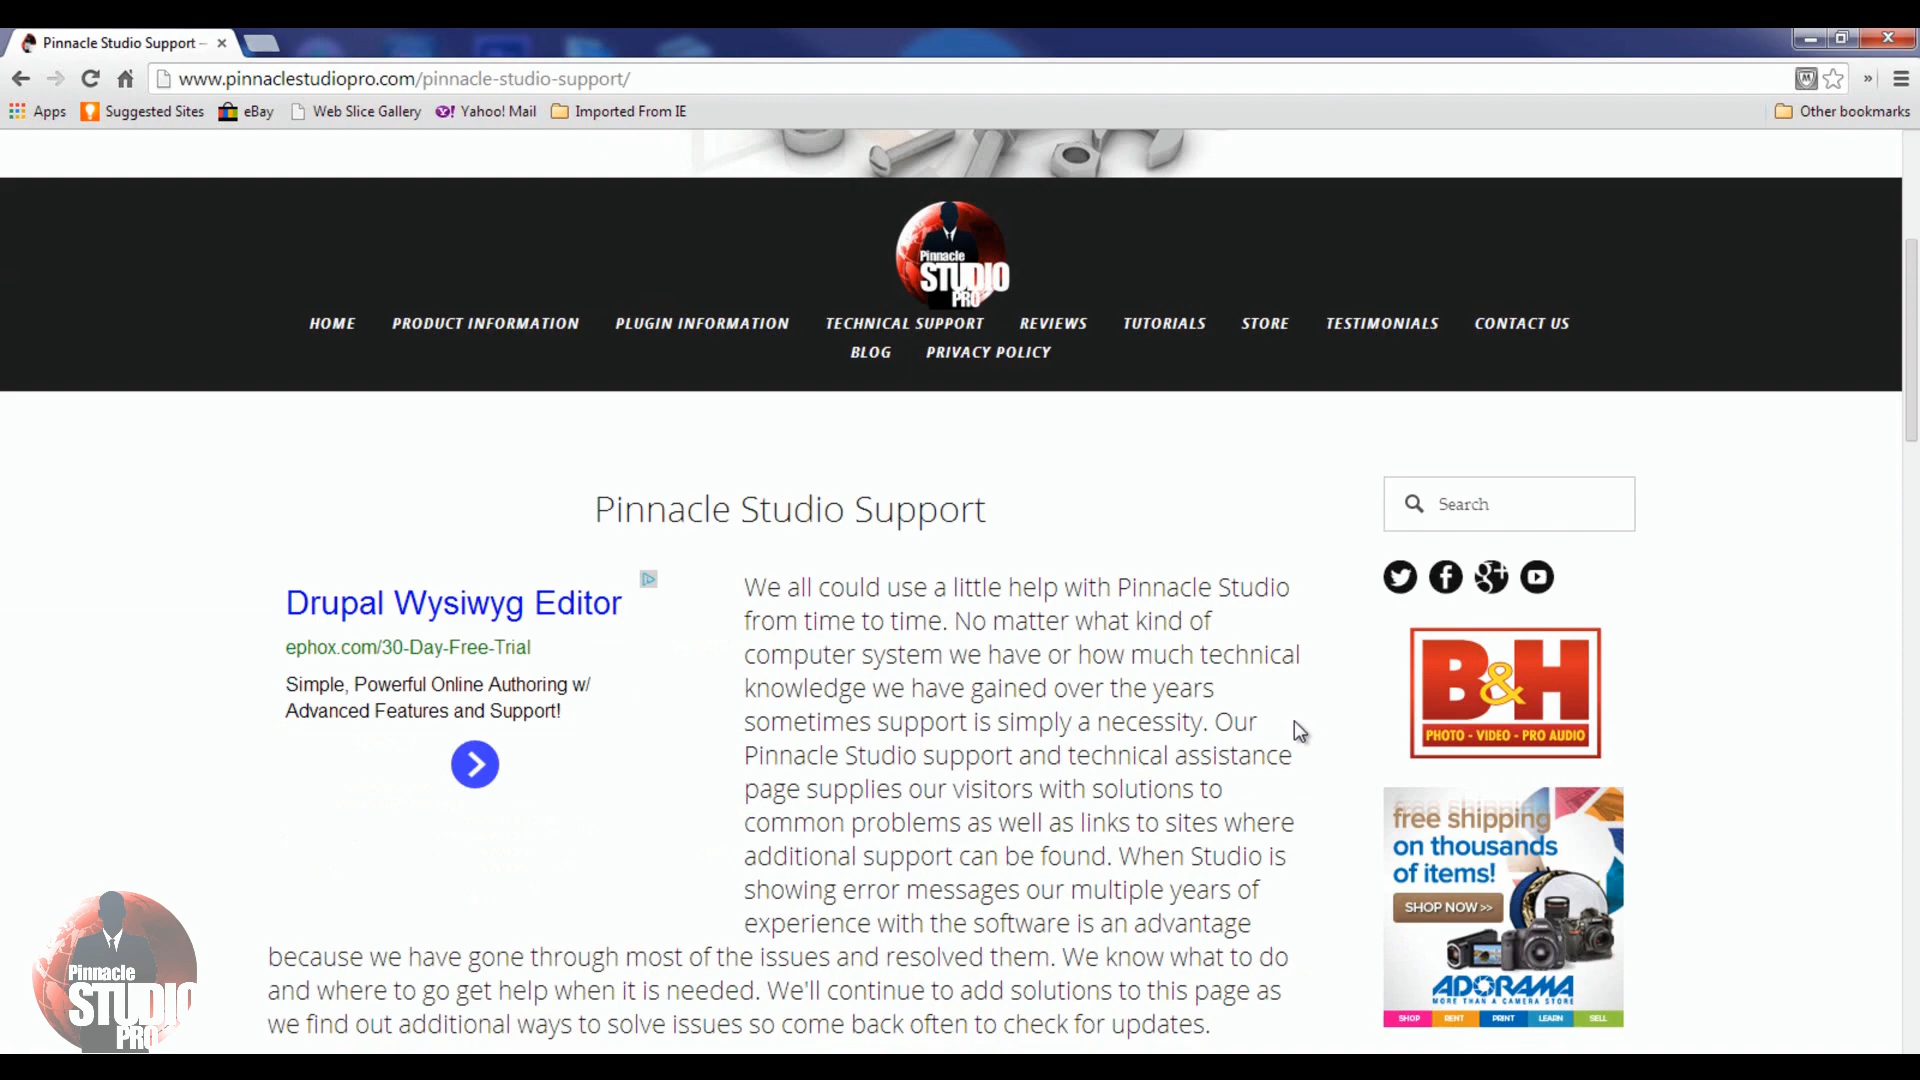 Pinnacle Studio Support –
www.pinnaclestudiopro.com/pinnacle-studio-support/
Apps Suggested Sites eBay Web Slice Gallery Yahoo! Mail Imported From IE Other bookmarks
Pinnacle
STUDIO
PRO
HOME PRODUCT INFORMATION PLUGIN INFORMATION TECHNICAL SUPPORT REVIEWS TUTORIALS STORE TESTIMONIALS CONTACT US
BLOG PRIVACY POLICY
Pinnacle Studio Support
Search
Drupal Wysiwyg Editor
ephox.com/30-Day-Free-Trial
Simple, Powerful Online Authoring w/
Advanced Features and Support!
We all could use a little help with Pinnacle Studio
from time to time. No matter what kind of
computer system we have or how much technical
knowledge we have gained over the years
sometimes support is simply a necessity. Our
Pinnacle Studio support and technical assistance
page supplies our visitors with solutions to
common problems as well as links to sites where
additional support can be found. When Studio is
showing error messages our multiple years of
experience with the software is an advantage
because we have gone through most of the issues and resolved them. We know what to do
and where to go get help when it is needed. We'll continue to add solutions to this page as
we find out additional ways to solve issues so come back often to check for updates.
B&H
PHOTO - VIDEO - PRO AUDIO
free shipping
on thousands
of items!
SHOP NOW >>
ADORAMA
MORE THAN A CAMERA STORE
SHOP RENT PRINT LEARN SELL
Pinnacle
STUDIO
PRO